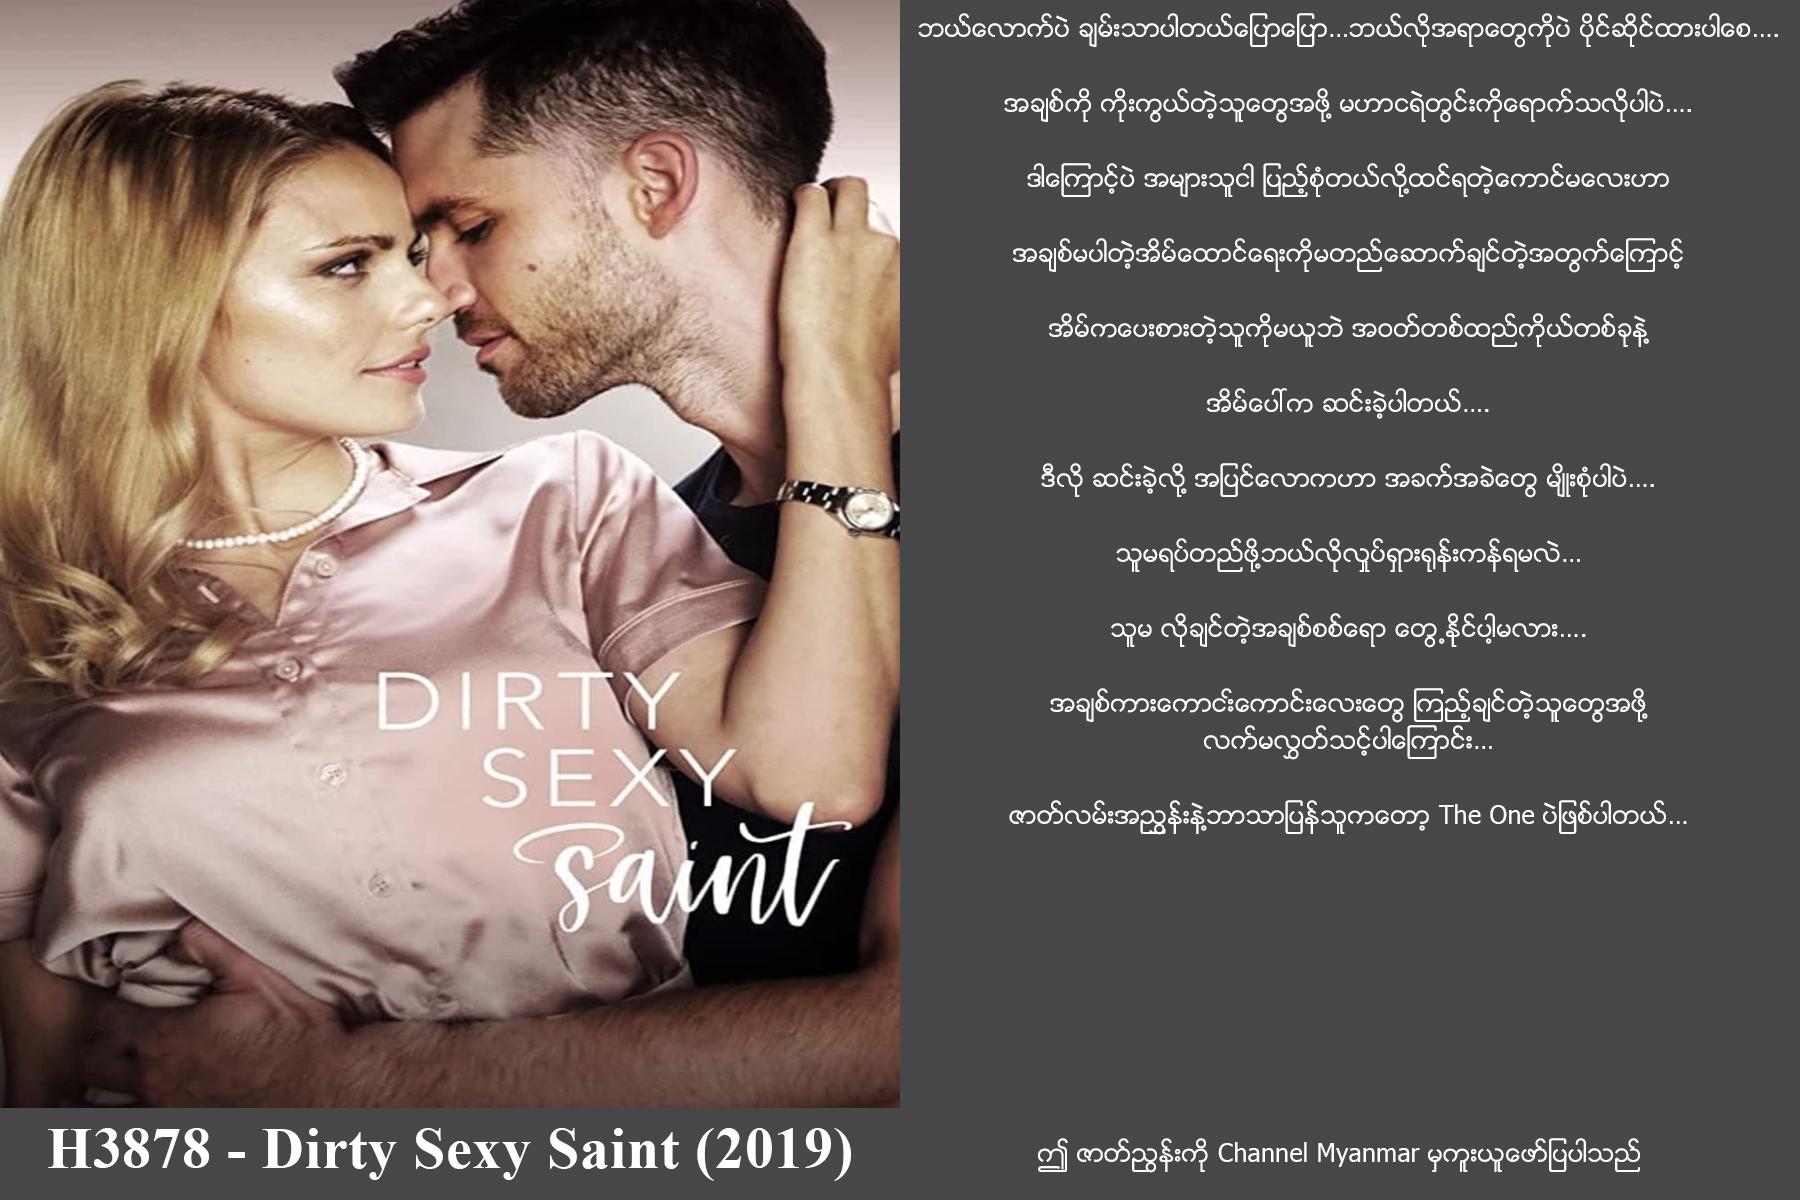 DIRTY
SEXY
saint
H3878 - Dirty Sexy Saint (2019)
ဘယ်လောက်ပဲ ချမ်းသာပါတယ်ပြောပြော...ဘယ်လိုအရာတွေကိုပဲ ပိုင်ဆိုင်ထားပါစေ....
အချစ်ကို ကိုးကွယ်တဲ့သူတွေအဖို့ မဟာငရဲတွင်းကိုရောက်သလိုပါပဲ....
ဒါကြောင့်ပဲ အများသူငါ ပြည့်စုံတယ်လို့ထင်ရတဲ့ကောင်မလေးဟာ
အချစ်မပါတဲ့အိမ်ထောင်ရေးကိုမတည်ဆောက်ချင်တဲ့အတွက်ကြောင့်
အိမ်ကပေးစားတဲ့သူကိုမယူဘဲ အဝတ်တစ်ထည်ကိုယ်တစ်ခုနဲ့
အိမ်ပေါ်က ဆင်းခဲ့ပါတယ်....
ဒီလို ဆင်းခဲ့လို့ အပြင်လောကဟာ အခက်အခဲတွေ မျိုးစုံပါပဲ....
သူမရပ်တည်ဖို့ဘယ်လိုလှုပ်ရှားရုန်းကန်ရမလဲ...
သူမ လိုချင်တဲ့အချစ်စစ်ရော တွေ့နိုင်ပါ့မလား....
အချစ်ကားကောင်းကောင်းလေးတွေ ကြည့်ချင်တဲ့သူတွေအဖို့
လက်မလွှတ်သင့်ပါကြောင်း...
ဇာတ်လမ်းအညွှန်းနဲ့ဘာသာပြန်သူကတော့ The One ပဲဖြစ်ပါတယ်...
ဤ ဇာတ်ညွှန်းကို Channel Myanmar မှကူးယူဖော်ပြပါသည်